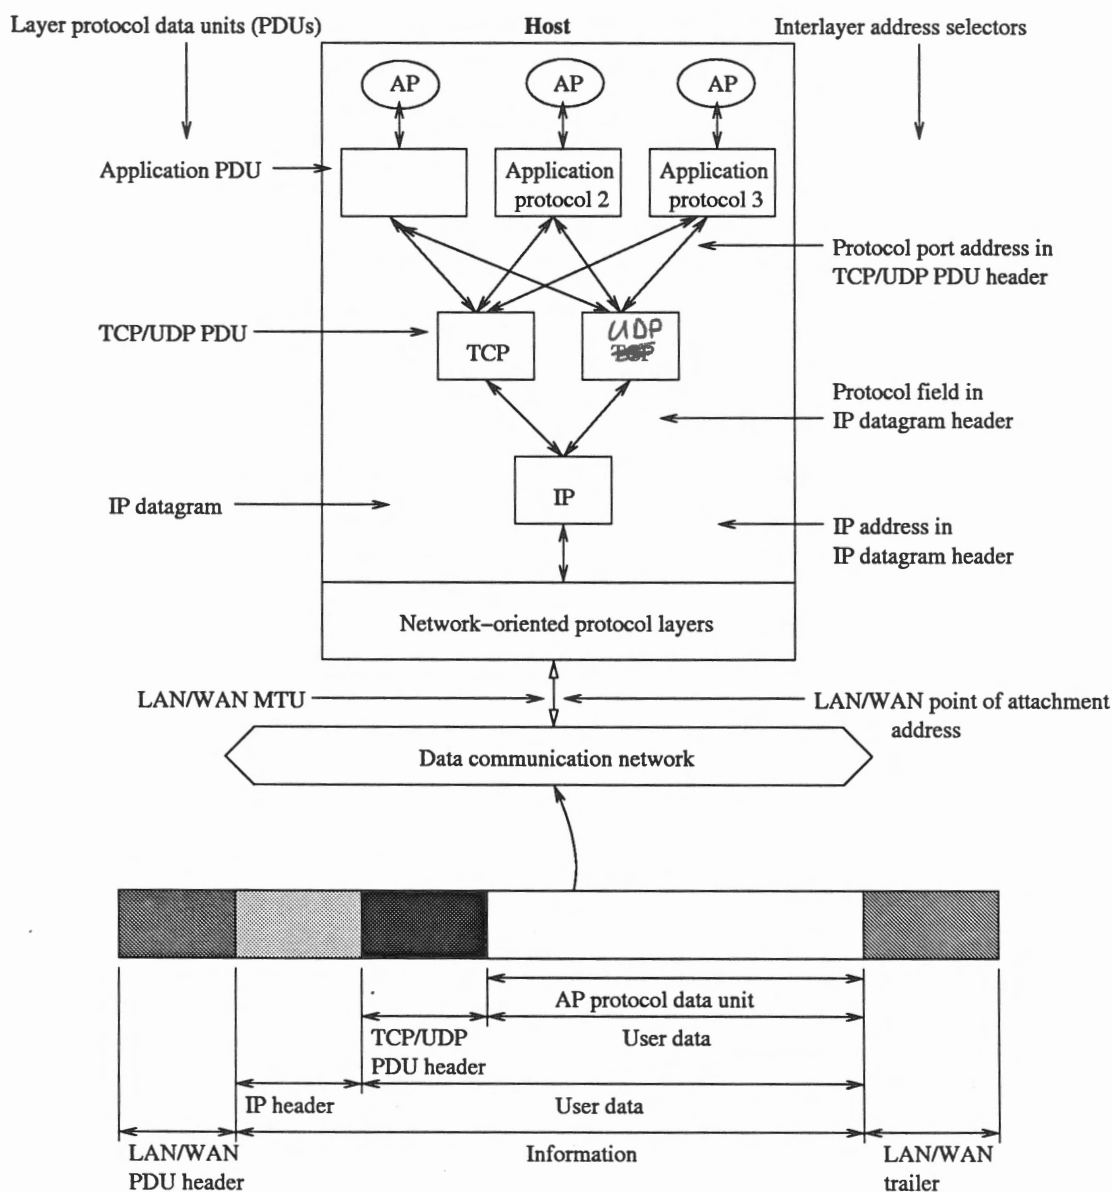 Layer protocol data units (PDUs)
Host
Interlayer address selectors
AP
AP
AP
Application PDU
Application
protocol 2
Application
protocol 3
Protocol port address in
TCP/UDP PDU header
TCP/UDP PDU
TCP
UDP
Protocol field in
IP datagram header
IP datagram
IP
IP address in
IP datagram header
Network–oriented protocol layers
LAN/WAN MTU
LAN/WAN point of attachment
address
Data communication network
AP protocol data unit
TCP/UDP
PDU header
User data
IP header
User data
LAN/WAN
PDU header
Information
LAN/WAN
trailer